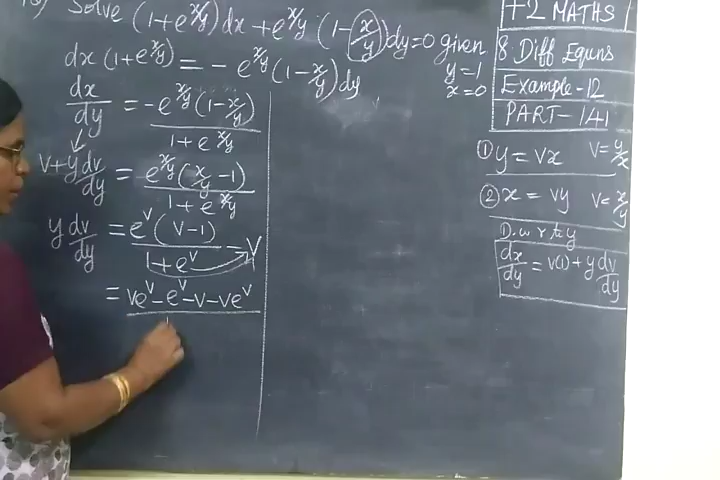 Solve (1+e^x/y)dx + e^x/y (1-x/y)dy=0 given
y=1
x=0
dx(1+e^x/y) = - e^x/y(1-x/y)dy
dx/dy = -e^x/y(1-x/y) / 1+e^x/y
v+y dv/dy = e^x/y(x/y-1) / 1+e^x/y
y dv/dy = e^v(v-1) / 1+e^v - v
= ve^v-e^v-v-ve^v
+2 MATHS
8 Diff Equns
Example-12
PART-141
① y = vx v=y/x
② x = vy v=x/y
D.w r to y
dx/dy = v(1)+y dv/dy